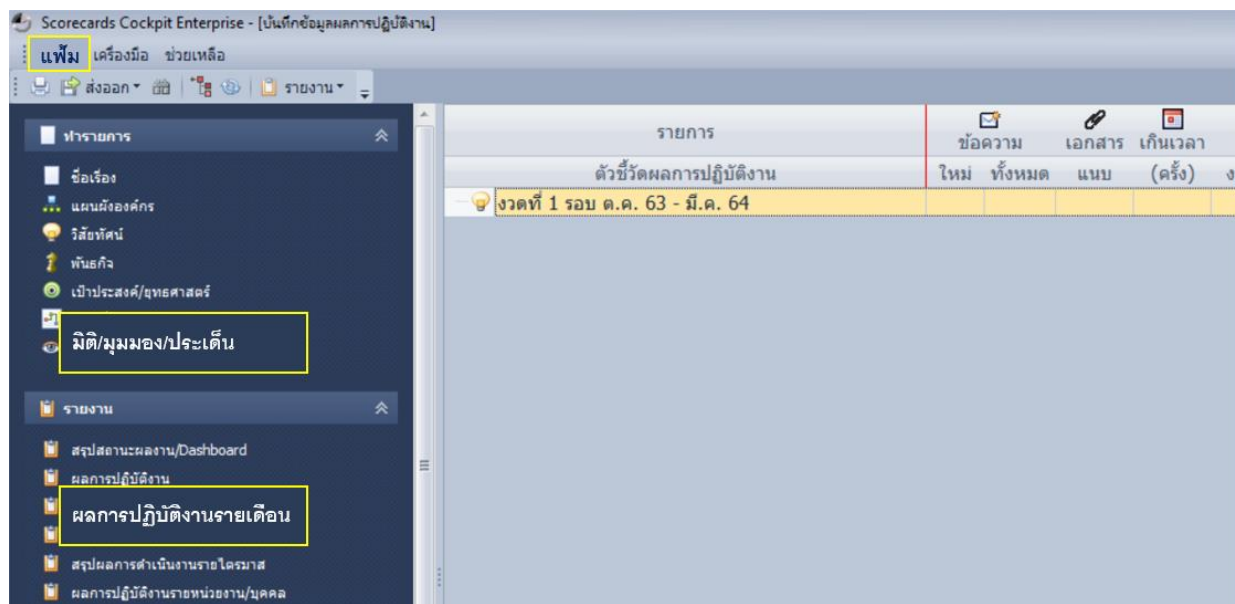 Scorecards Cockpit Enterprise - [บันทึกข้อมูลผลการปฏิบัติงาน]
แฟ้ม เครื่องมือ ช่วยเหลือ
ส่งออก รายงาน
ทำรายการ
ชื่อเรื่อง
แผนผังองค์กร
วิสัยทัศน์
พันธกิจ
เป้าประสงค์/ยุทธศาสตร์
มิติ/มุมมอง/ประเด็น
รายงาน
สรุปสถานะผลงาน/Dashboard
ผลการปฏิบัติงาน
ผลการปฏิบัติงานรายเดือน
สรุปผลการดำเนินงานรายไตรมาส
ผลการปฏิบัติงานรายหน่วยงาน/บุคคล
รายการ ข้อความ เอกสาร เกินเวลา
ตัวชี้วัดผลการปฏิบัติงาน ใหม่ ทั้งหมด แนบ (ครั้ง)
งวดที่ 1 รอบ ต.ค. 63 - มี.ค. 64